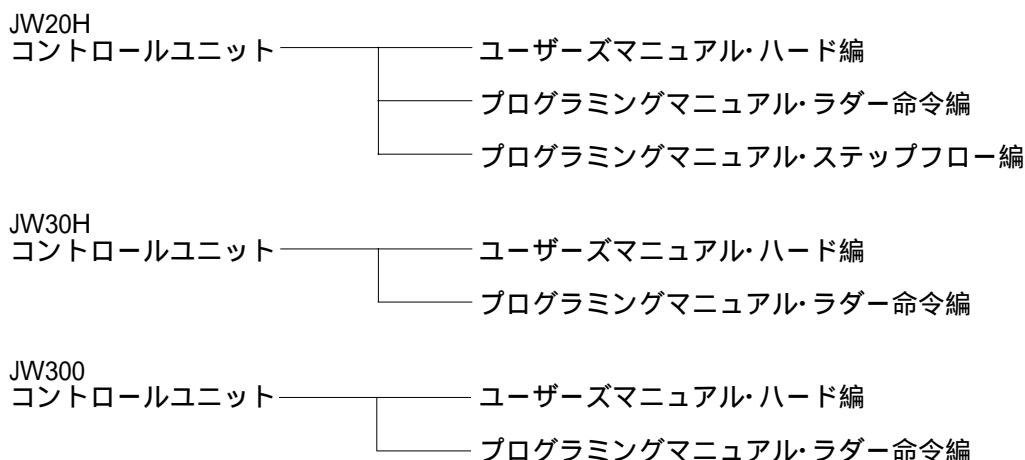 JW20H
コントロールユニット ユーザーズマニュアル・ハード編
プログラミングマニュアル・ラダー命令編
プログラミングマニュアル・ステップフロー編
JW30H
コントロールユニット ユーザーズマニュアル・ハード編
プログラミングマニュアル・ラダー命令編
JW300
コントロールユニット ユーザーズマニュアル・ハード編
プログラミングマニュアル・ラダー命令編